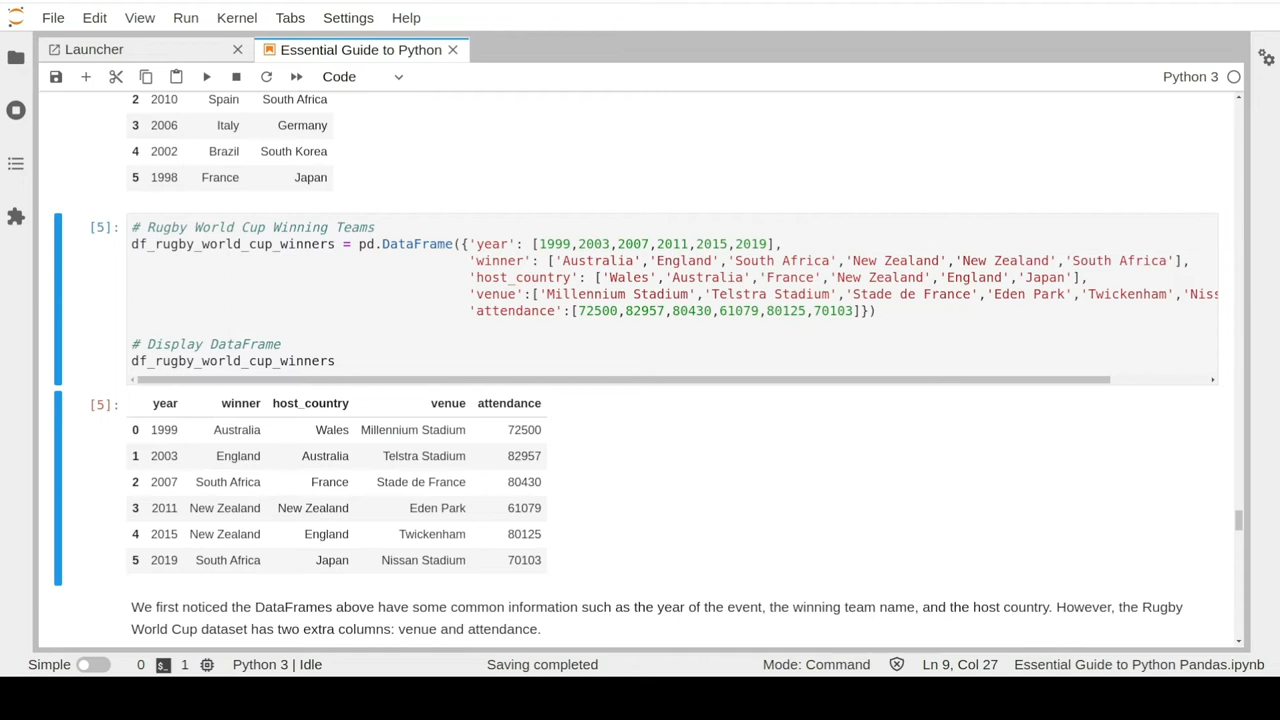 File Edit View Run Kernel Tabs Settings Help
Launcher Essential Guide to Python
Code Python 3
2 2010 Spain South Africa
3 2006 Italy Germany
4 2002 Brazil South Korea
5 1998 France Japan
[5]: # Rugby World Cup Winning Teams
df_rugby_world_cup_winners = pd.DataFrame({'year': [1999,2003,2007,2011,2015,2019],
'winner': ['Australia','England','South Africa','New Zealand','New Zealand','South Africa'],
'host_country': ['Wales','Australia','France','New Zealand','England','Japan'],
'venue':['Millennium Stadium','Telstra Stadium','Stade de France','Eden Park','Twickenham','Niss
'attendance':[72500,82957,80430,61079,80125,70103]})
# Display DataFrame
df_rugby_world_cup_winners
[5]: year winner host_country venue attendance
0 1999 Australia Wales Millennium Stadium 72500
1 2003 England Australia Telstra Stadium 82957
2 2007 South Africa France Stade de France 80430
3 2011 New Zealand New Zealand Eden Park 61079
4 2015 New Zealand England Twickenham 80125
5 2019 South Africa Japan Nissan Stadium 70103
We first noticed the DataFrames above have some common information such as the year of the event, the winning team name, and the host country. However, the Rugby
World Cup dataset has two extra columns: venue and attendance.
Simple 0 $_ 1 Python 3 | Idle Saving completed Mode: Command Ln 9, Col 27 Essential Guide to Python Pandas.ipynb